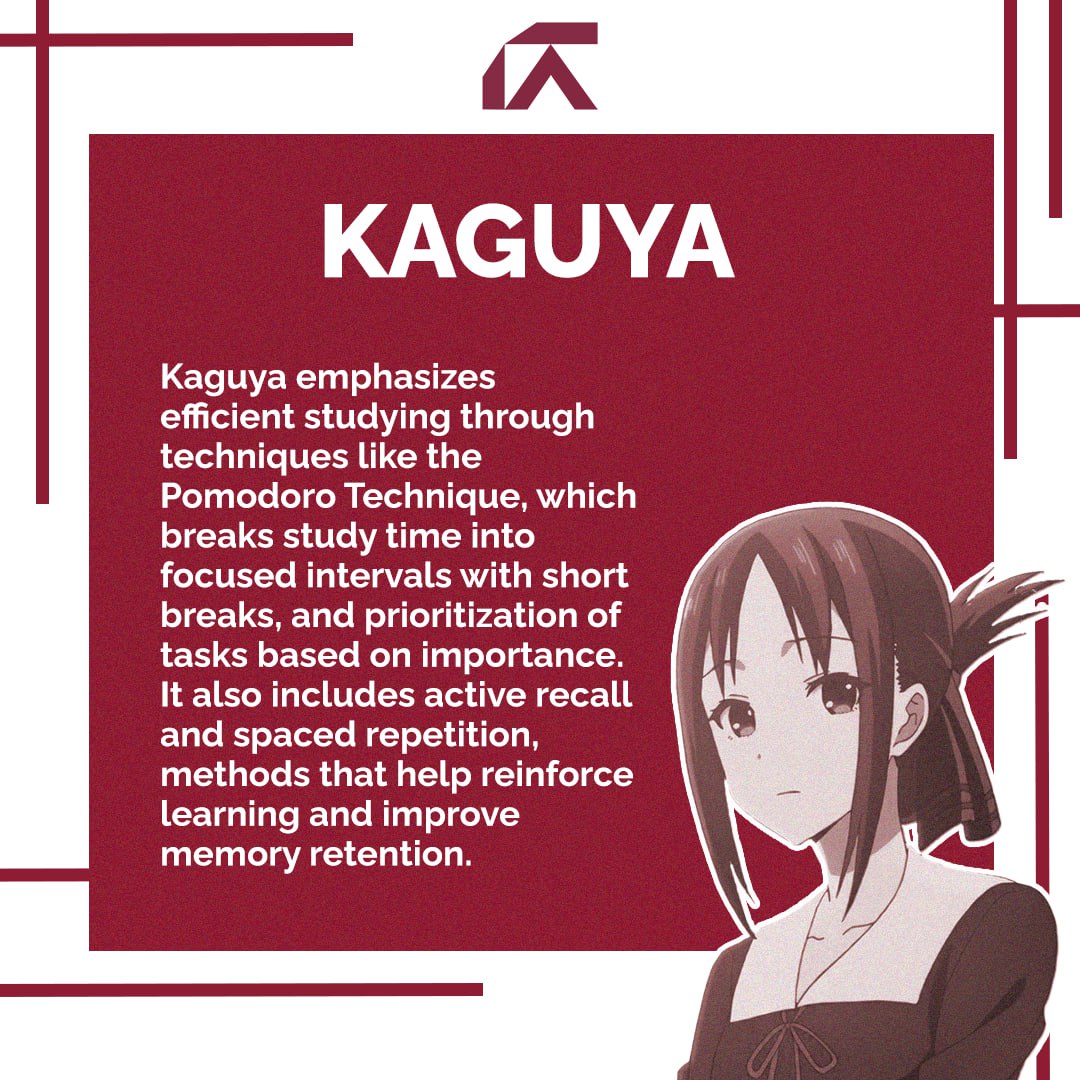 KAGUYA
Kaguya emphasizes
efficient studying through
techniques like the
Pomodoro Technique, which
breaks study time into
focused intervals with short
breaks, and prioritization of
tasks based on importance.
It also includes active recall
and spaced repetition,
methods that help reinforce
learning and improve
memory retention.